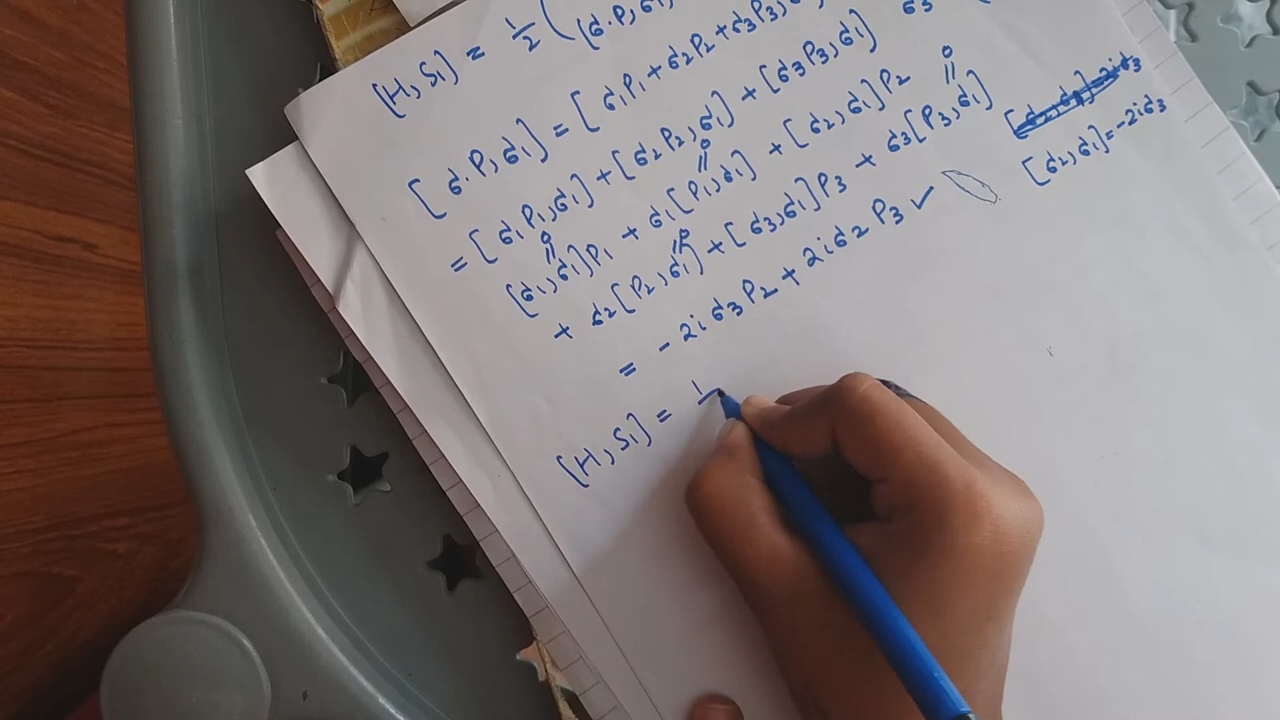 [H, S1] = 1/2 ( [σ·P, σ1
[σ·P, σ1] = [σ1P1 + σ2P2 + σ3P3,
= [σ1P1, σ1] + [σ2P2, σ1] + [σ3P3, σ1]
[σ1, σ1]P1 + σ1[P1, σ1] + [σ2, σ1]P2
+ σ2[P2, σ1] + [σ3, σ1]P3 + σ3[P3, σ1]
= -2iσ3P2 + 2iσ2P3 ✓
[σ2, σ1] = -2iσ3
[H, S1] = 1